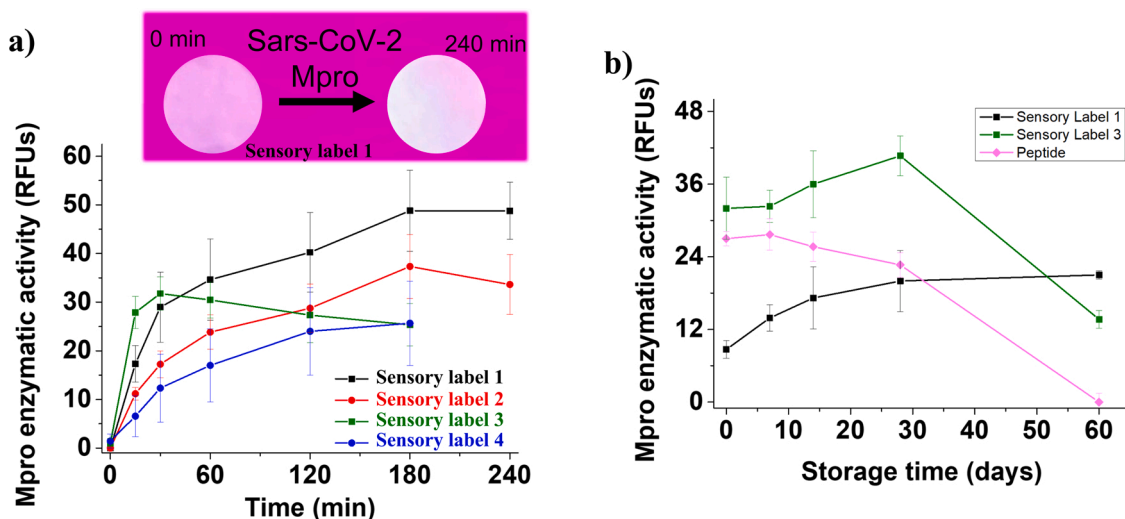 a)
0 min
Sars-CoV-2
240 min
Mpro
Sensory label 1
Mpro enzymatic activity (RFUs)
60
50
40
30
20
10
0
Sensory label 1
Sensory label 2
Sensory label 3
Sensory label 4
0
60
120
180
240
Time (min)
b)
Mpro enzymatic activity (RFUs)
48
36
24
12
0
Sensory Label 1
Sensory Label 3
Peptide
0
10
20
30
40
50
60
Storage time (days)